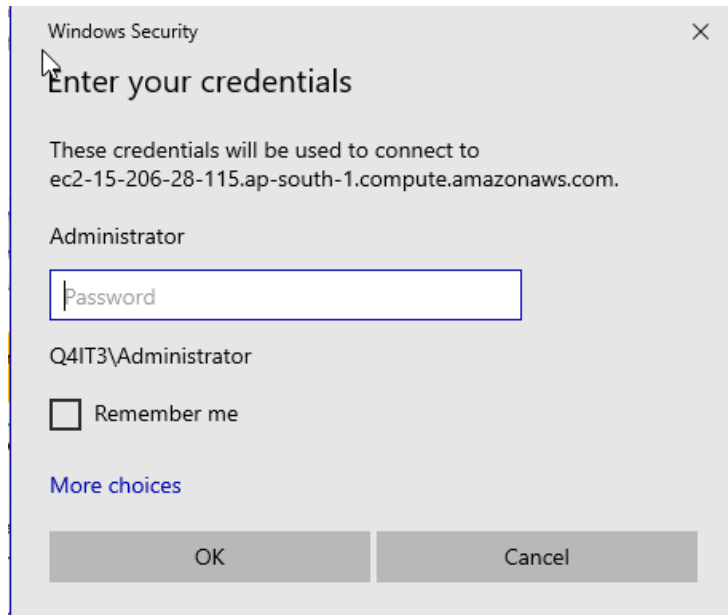 Windows Security
Enter your credentials
These credentials will be used to connect to
ec2-15-206-28-115.ap-south-1.compute.amazonaws.com.
Administrator
Password
Q4IT3\Administrator
Remember me
More choices
OK
Cancel